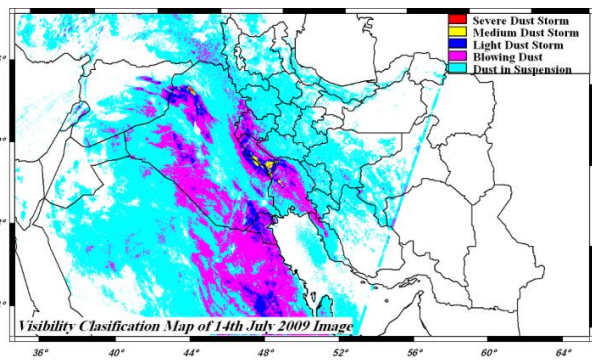 Severe Dust Storm
Medium Dust Storm
Light Dust Storm
Blowing Dust
Dust in Suspension
Visibility Clasification Map of 14th July 2009 Image
36° 40° 44° 48° 52° 56° 60° 64°